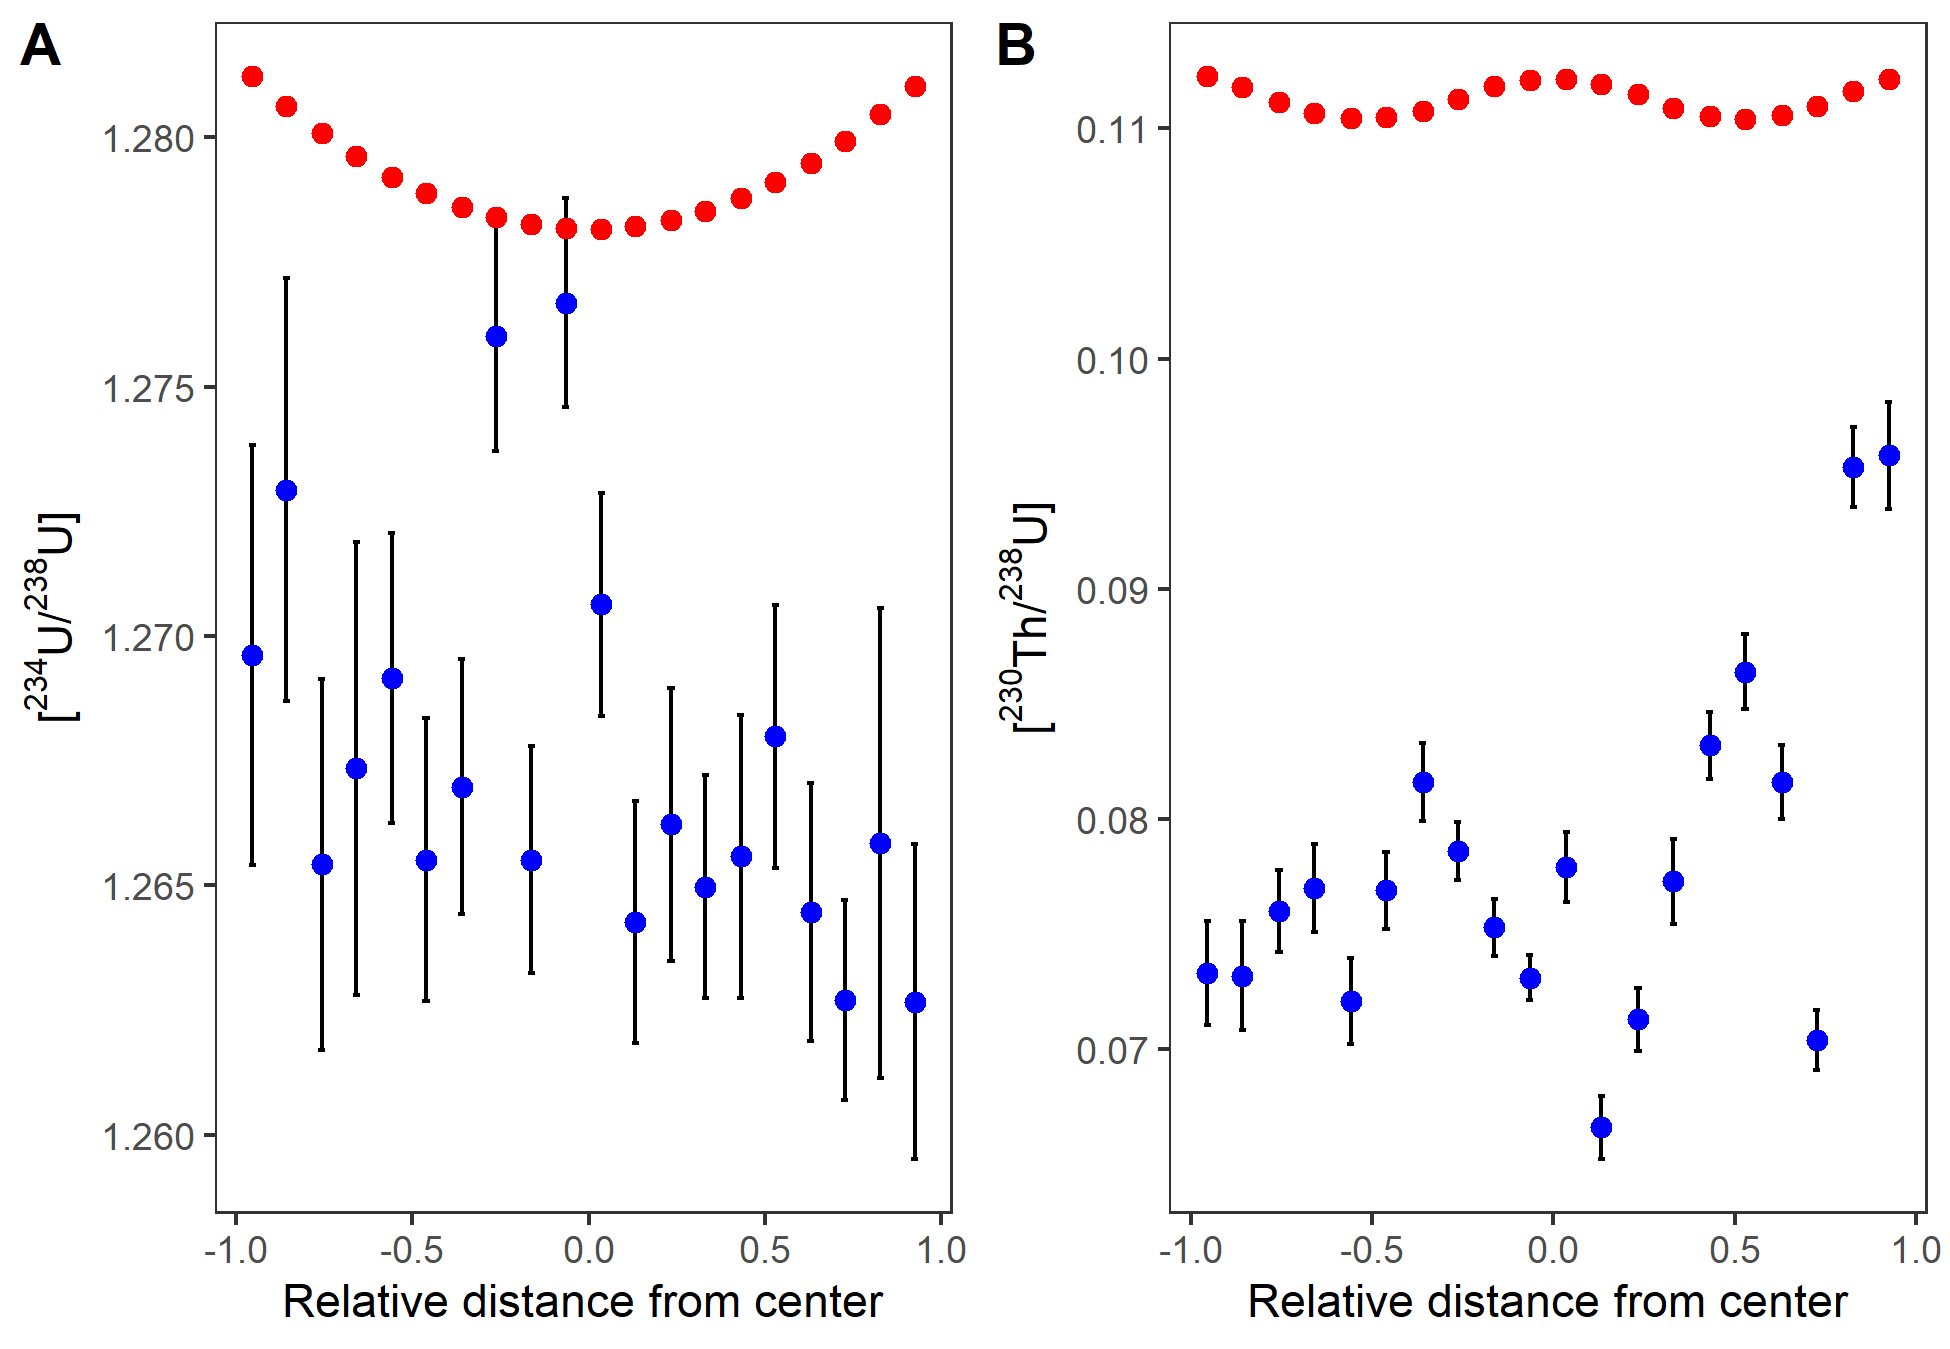 A
B
1.280
1.275
1.270
1.265
1.260
[²³⁴U/²³⁸U]
-1.0 -0.5 0.0 0.5 1.0
Relative distance from center
0.11
0.10
0.09
0.08
0.07
[²³⁰Th/²³⁸U]
-1.0 -0.5 0.0 0.5 1.0
Relative distance from center